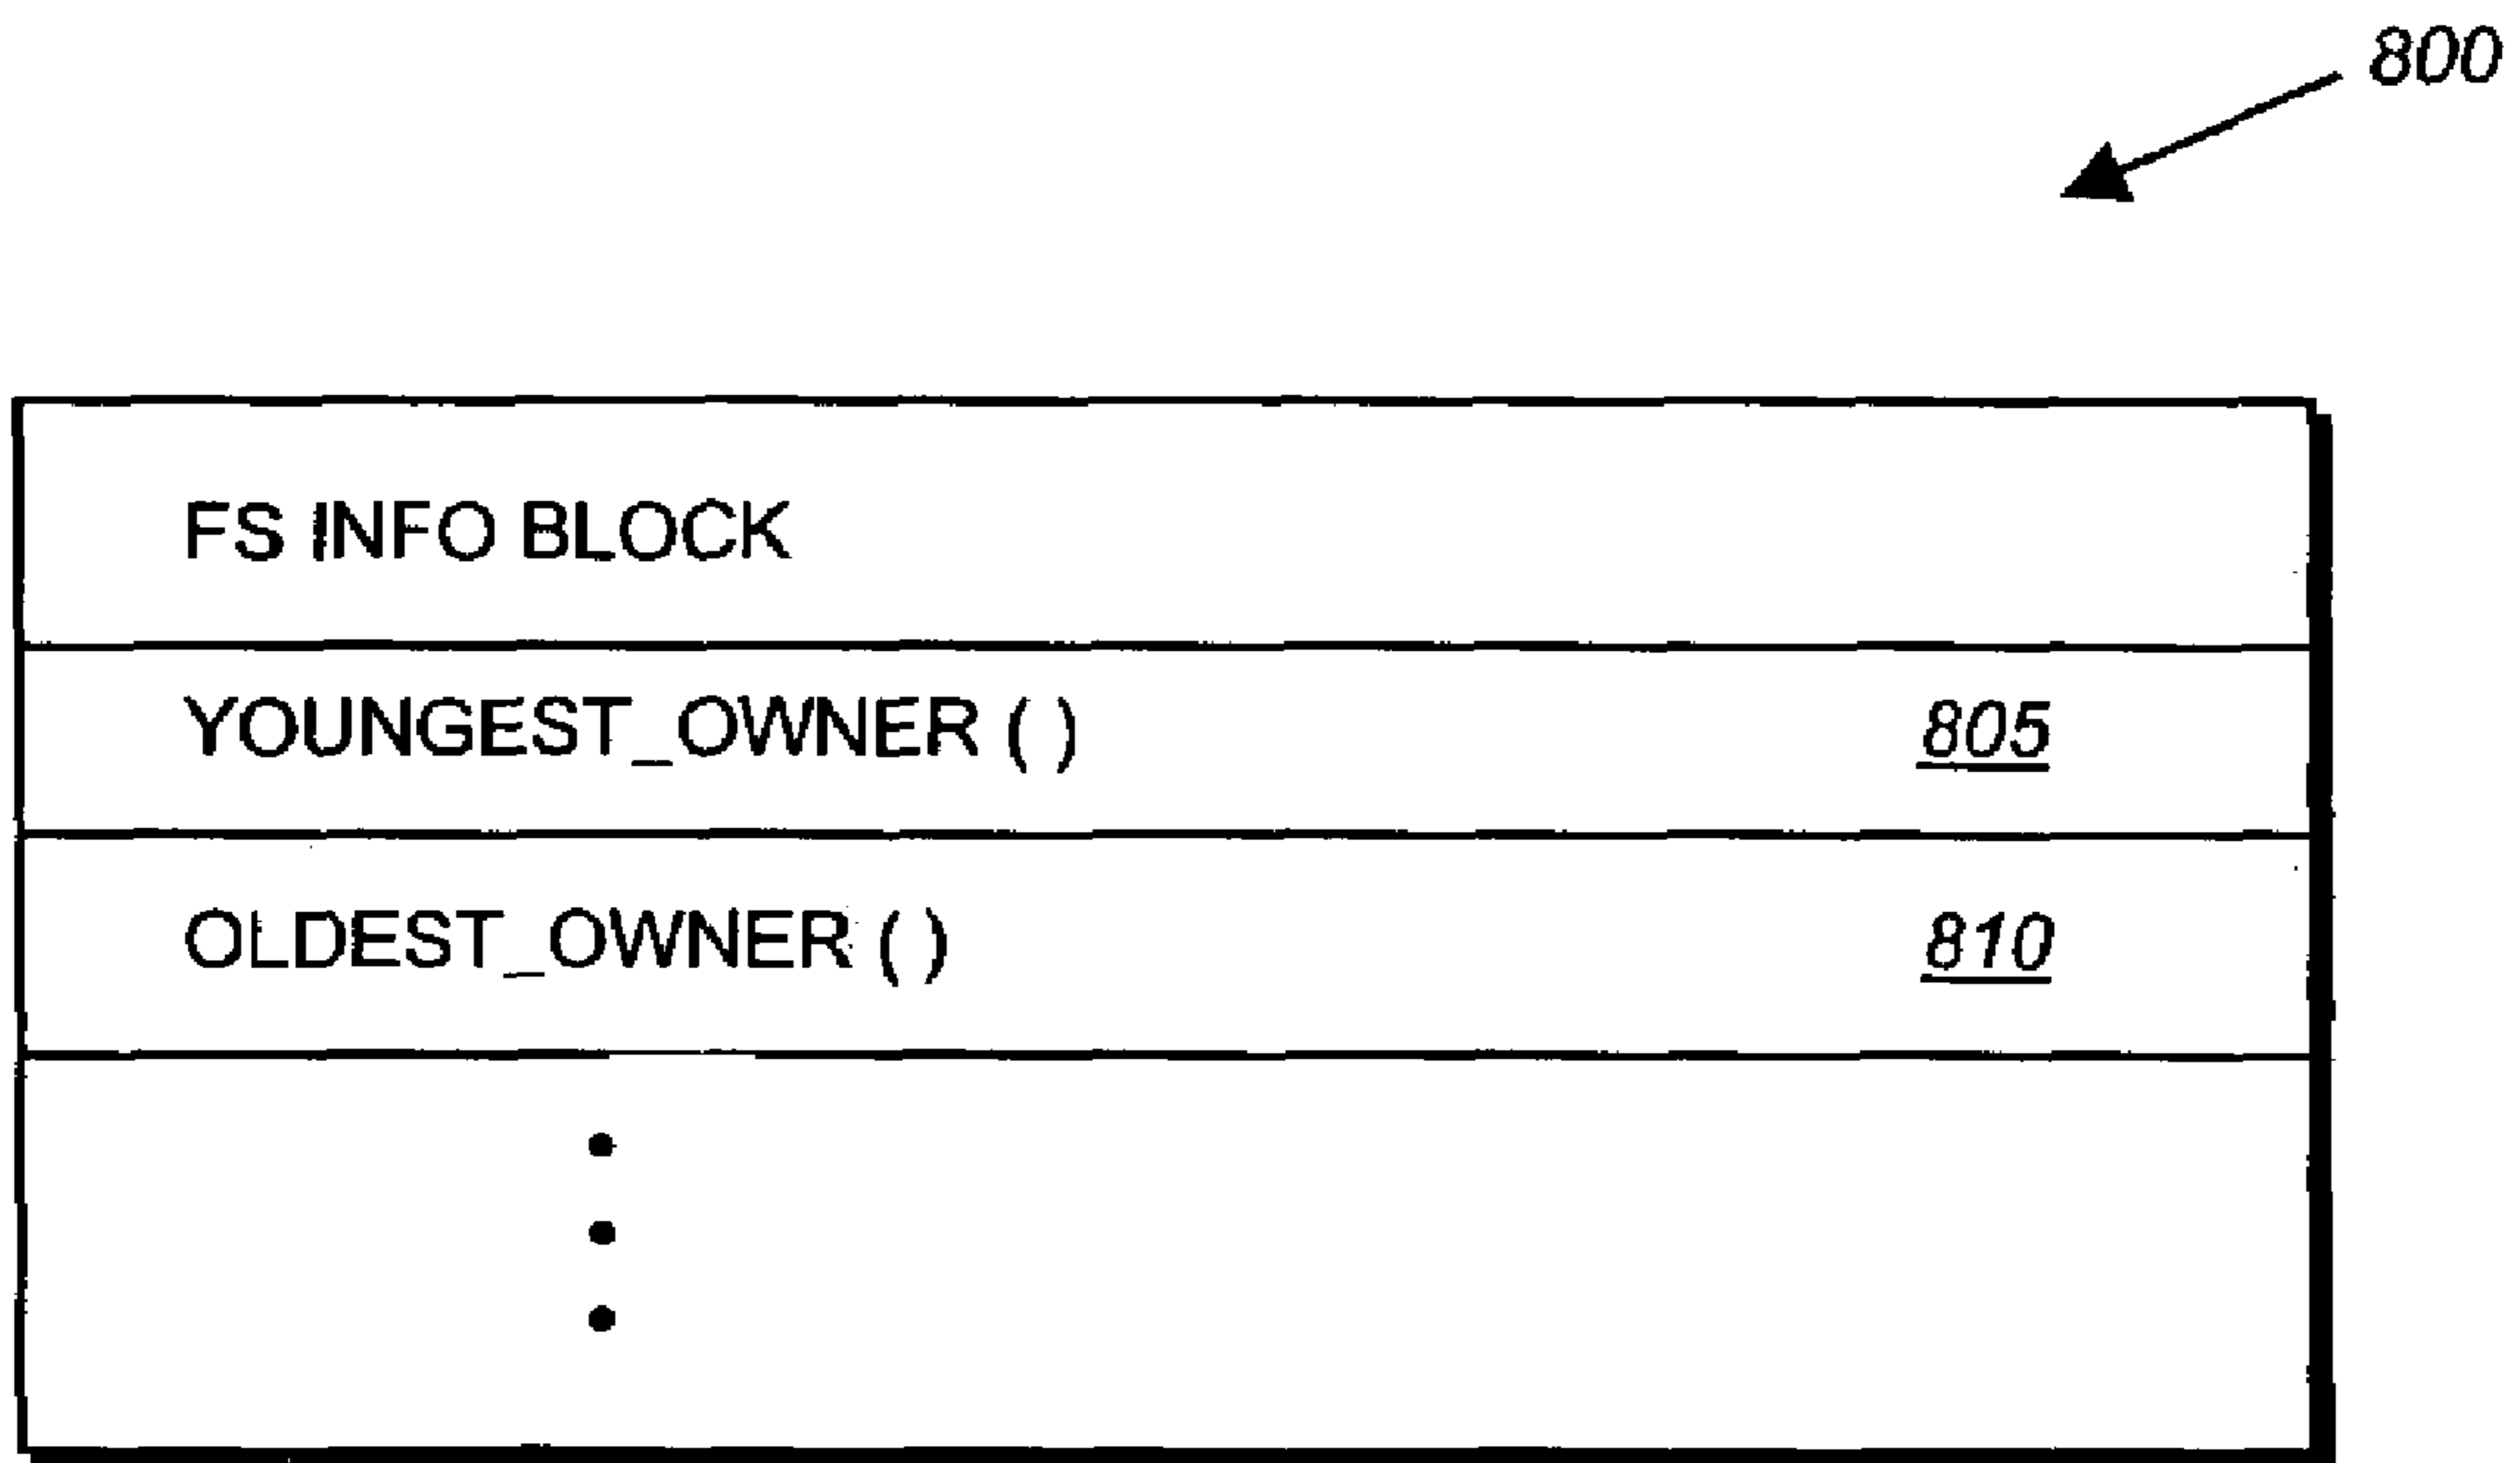 800
FS INFO BLOCK
YOUNGEST_OWNER ( ) 805
OLDEST_OWNER ( ) 810